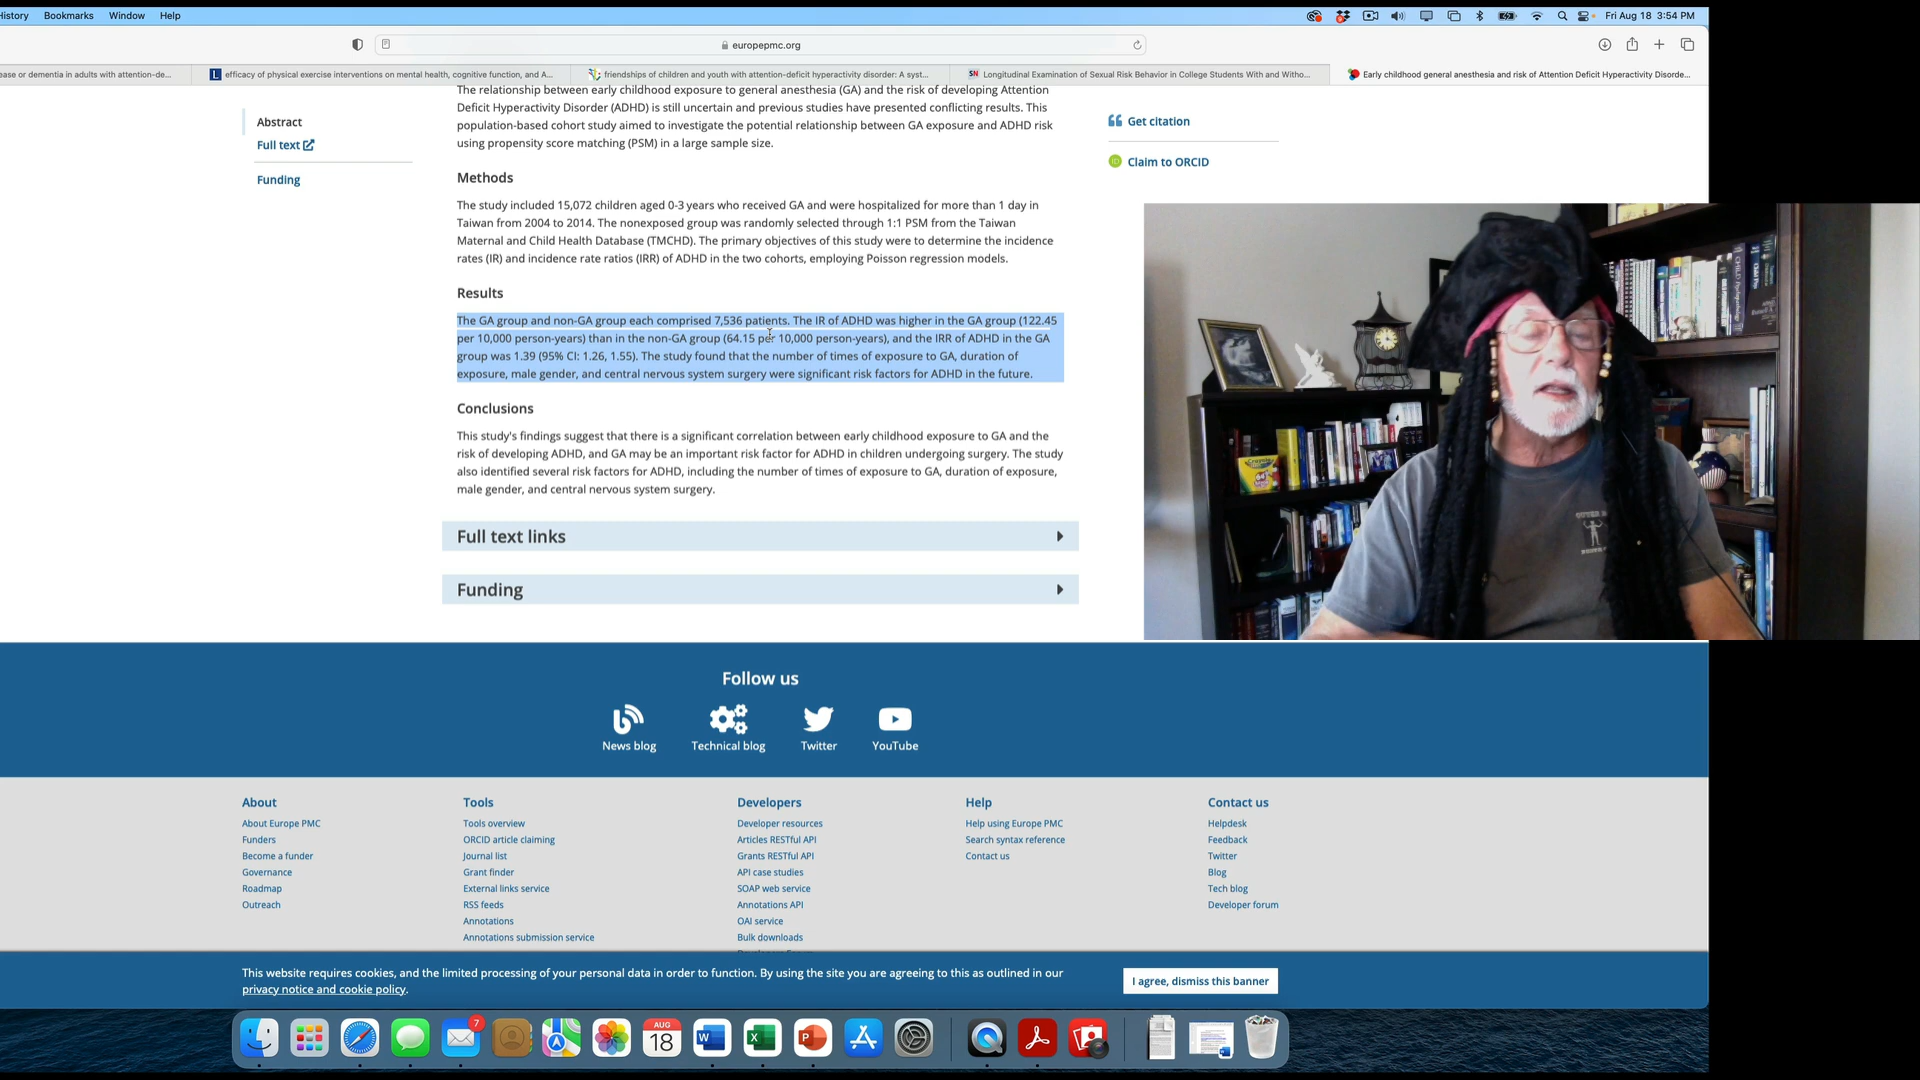 History Bookmarks Window Help
Fri Aug 18 3:54 PM
europepmc.org
ease or dementia in adults with attention-de...
efficacy of physical exercise interventions on mental health, cognitive function, and A...
friendships of children and youth with attention-deficit hyperactivity disorder: A syst...
SN Longitudinal Examination of Sexual Risk Behavior in College Students With and Witho...
Early childhood general anesthesia and risk of Attention Deficit Hyperactivity Disorde...
Abstract
Full text
Funding
The relationship between early childhood exposure to general anesthesia (GA) and the risk of developing Attention
Deficit Hyperactivity Disorder (ADHD) is still uncertain and previous studies have presented conflicting results. This
population-based cohort study aimed to investigate the potential relationship between GA exposure and ADHD risk
using propensity score matching (PSM) in a large sample size.
Methods
The study included 15,072 children aged 0-3 years who received GA and were hospitalized for more than 1 day in
Taiwan from 2004 to 2014. The nonexposed group was randomly selected through 1:1 PSM from the Taiwan
Maternal and Child Health Database (TMCHD). The primary objectives of this study were to determine the incidence
rates (IR) and incidence rate ratios (IRR) of ADHD in the two cohorts, employing Poisson regression models.
Results
The GA group and non-GA group each comprised 7,536 patients. The IR of ADHD was higher in the GA group (122.45
per 10,000 person-years) than in the non-GA group (64.15 per 10,000 person-years), and the IRR of ADHD in the GA
group was 1.39 (95% CI: 1.26, 1.55). The study found that the number of times of exposure to GA, duration of
exposure, male gender, and central nervous system surgery were significant risk factors for ADHD in the future.
Conclusions
This study's findings suggest that there is a significant correlation between early childhood exposure to GA and the
risk of developing ADHD, and GA may be an important risk factor for ADHD in children undergoing surgery. The study
also identified several risk factors for ADHD, including the number of times of exposure to GA, duration of exposure,
male gender, and central nervous system surgery.
Full text links
Funding
Get citation
Claim to ORCID
Crayola
Follow us
News blog
Technical blog
Twitter
YouTube
About
About Europe PMC
Funders
Become a funder
Governance
Roadmap
Outreach
Tools
Tools overview
ORCID article claiming
Journal list
Grant finder
External links service
RSS feeds
Annotations
Annotations submission service
Developers
Developer resources
Articles RESTful API
Grants RESTful API
API case studies
SOAP web service
Annotations API
OAI service
Bulk downloads
Help
Help using Europe PMC
Search syntax reference
Contact us
Contact us
Helpdesk
Feedback
Twitter
Blog
Tech blog
Developer forum
This website requires cookies, and the limited processing of your personal data in order to function. By using the site you are agreeing to this as outlined in our
privacy notice and cookie policy.
I agree, dismiss this banner
7
AUG
18